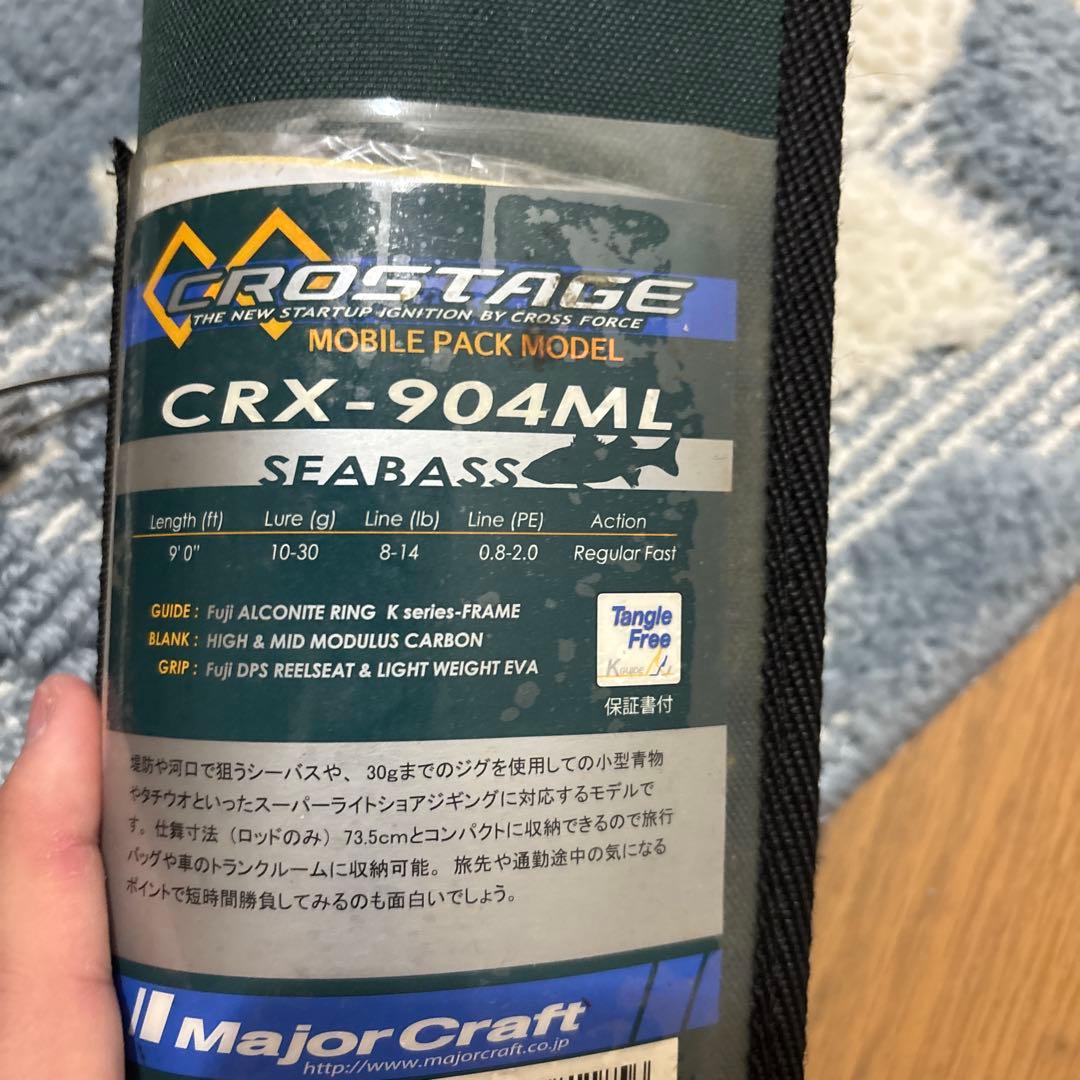 CROSTAGE
THE NEW STARTUP IGNITION BY CROSS FORCE
MOBILE PACK MODEL
CRX-904ML
SEABASS
Length (ft) Lure (g) Line (lb) Line (PE) Action
9'0" 10-30 8-14 0.8-2.0 Regular Fast
GUIDE : Fuji ALCONITE RING K series-FRAME
BLANK : HIGH & MID MODULUS CARBON
GRIP : Fuji DPS REELSEAT & LIGHT WEIGHT EVA
Tangle
Free
K GUIDE
保証書付
堤防や河口で狙うシーバスや、30gまでのジグを使用しての小型青物
やタチウオといったスーパーライトショアジギングに対応するモデルで
す。仕舞寸法（ロッドのみ）73.5cmとコンパクトに収納できるので旅行
バッグや車のトランクルームに収納可能。旅先や通勤途中の気になる
ポイントで短時間勝負してみるのも面白いでしょう。
Major Craft
http://www.majorcraft.co.jp